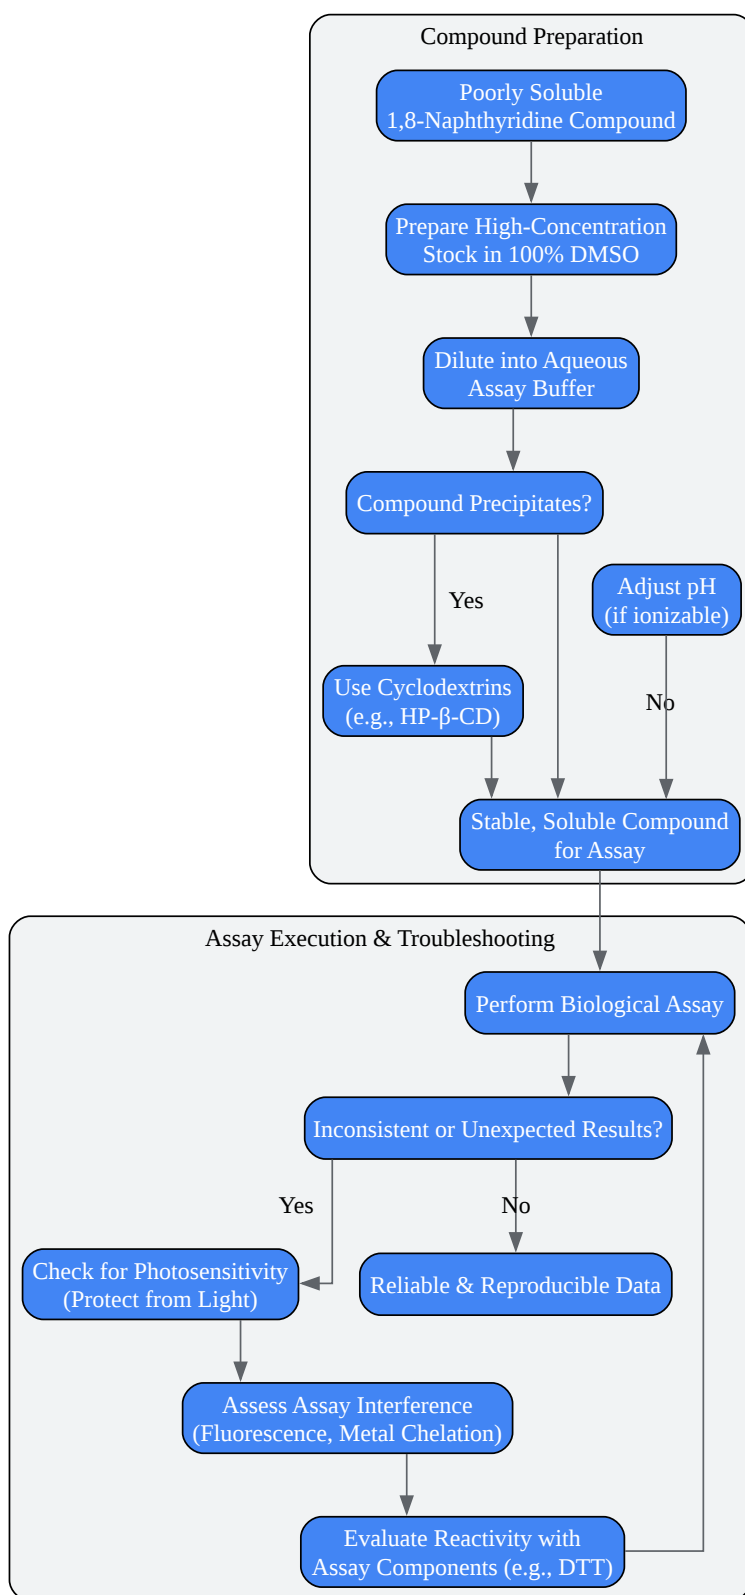 Compound Preparation
Poorly Soluble
1,8-Naphthyridine Compound
Prepare High-Concentration
Stock in 100% DMSO
Dilute into Aqueous
Assay Buffer
Compound Precipitates?
Adjust pH
(if ionizable)
Yes
Use Cyclodextrins
(e.g., HP-β-CD)
No
Stable, Soluble Compound
for Assay
Assay Execution & Troubleshooting
Perform Biological Assay
Inconsistent or Unexpected Results?
Yes
No
Check for Photosensitivity
(Protect from Light)
Reliable & Reproducible Data
Assess Assay Interference
(Fluorescence, Metal Chelation)
Evaluate Reactivity with
Assay Components (e.g., DTT)